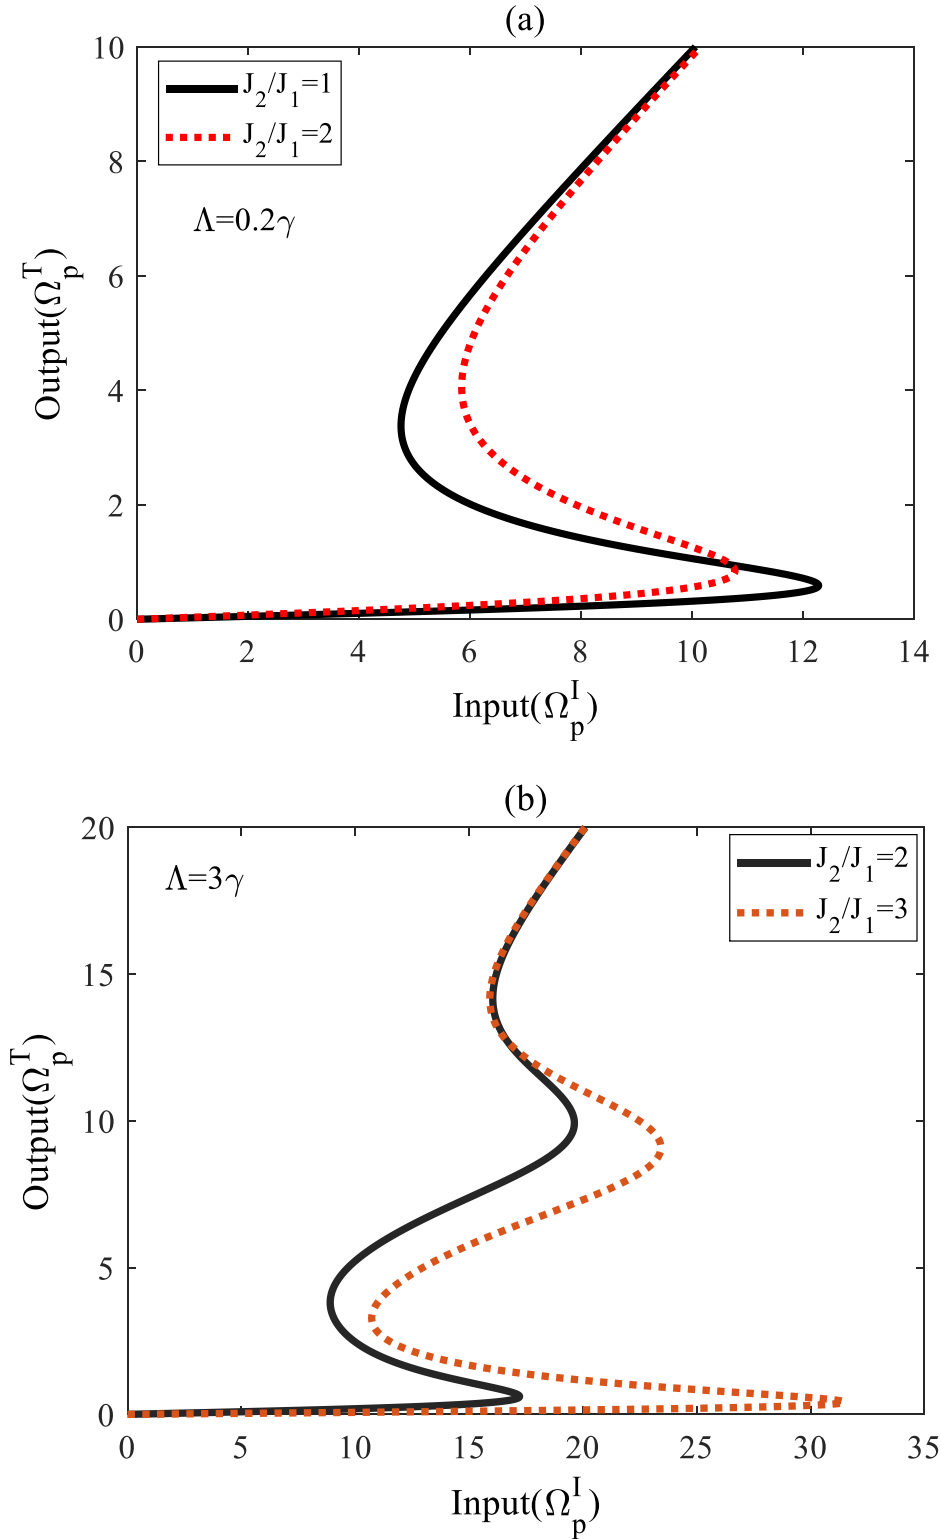 (a)
10
8
6
4
2
0
J_2/J_1=1
J_2/J_1=2
Λ=0.2γ
Output(Ω_p^T)
0 2 4 6 8 10 12 14
Input(Ω_p^I)
(b)
20
15
10
5
0
Λ=3γ
J_2/J_1=2
J_2/J_1=3
Output(Ω_p^T)
0 5 10 15 20 25 30 35
Input(Ω_p^I)